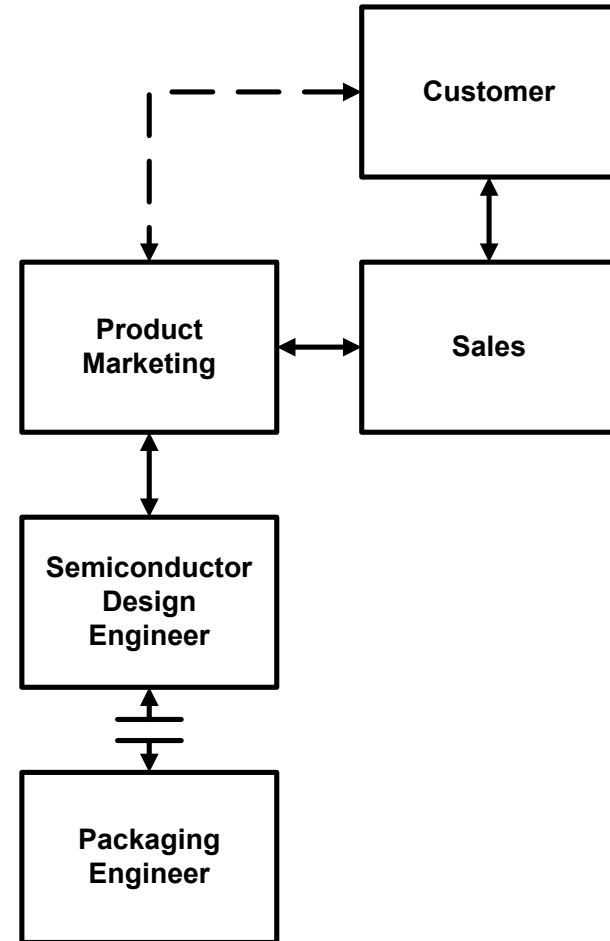 Customer
Product
Marketing
Sales
Semiconductor
Design
Engineer
Packaging
Engineer